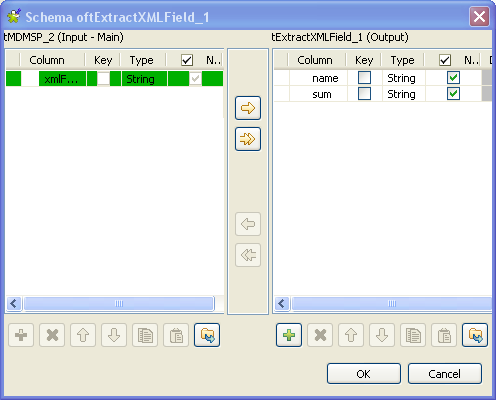 Schema oftExtractXMLField_1
tMDMSP_2 (Input - Main)
tExtractXMLField_1 (Output)
Column Key Type N..
Column Key Type N.. D
xmlF... String
name String
sum String
OK
Cancel